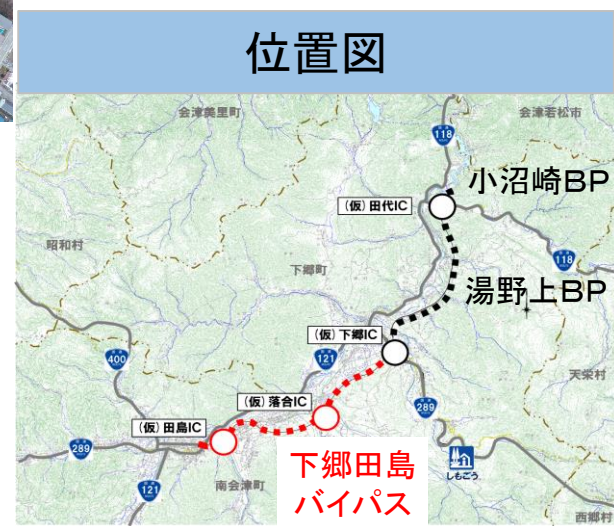 位置図
会津美里町
会津若松市
118
小沼崎BP
(仮)田代IC
昭和村
下郷町
118
湯野上BP
(仮)下郷IC
121
400
天栄村
(仮)落合IC
289
(仮)田島IC
289
しもごう
下郷田島
バイパス
121
南会津町
西郷村